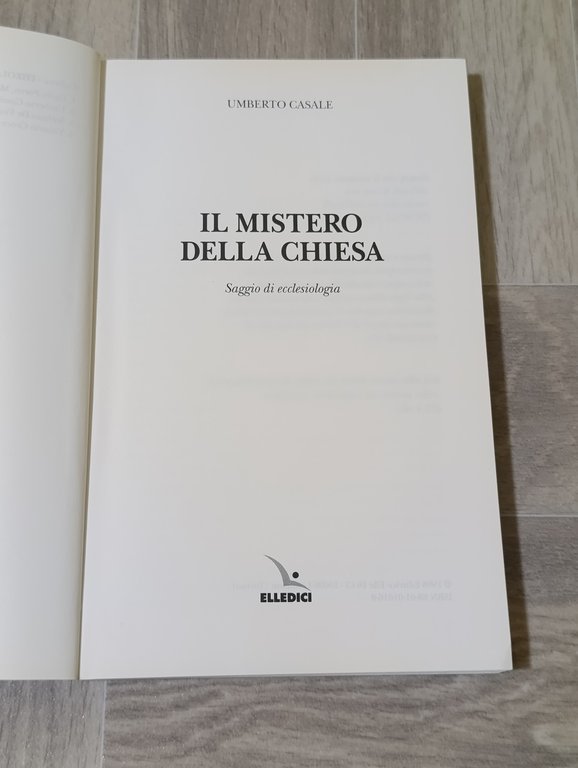 UMBERTO CASALE
IL MISTERO
DELLA CHIESA
Saggio di ecclesiologia
ELLEDICI